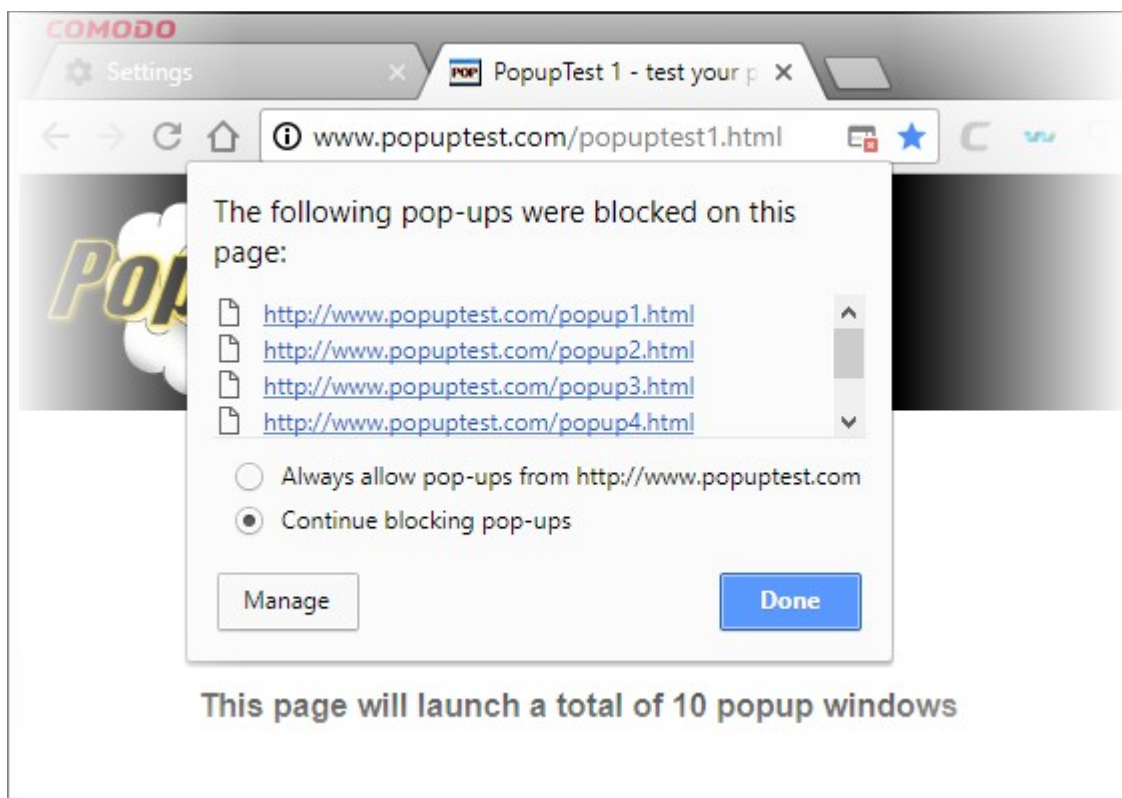 COMODO
Settings
POP PopupTest 1 - test your p
www.popuptest.com/popuptest1.html
Pop
The following pop-ups were blocked on this
page:
http://www.popuptest.com/popup1.html
http://www.popuptest.com/popup2.html
http://www.popuptest.com/popup3.html
http://www.popuptest.com/popup4.html
Always allow pop-ups from http://www.popuptest.com
Continue blocking pop-ups
Manage
Done
This page will launch a total of 10 popup windows